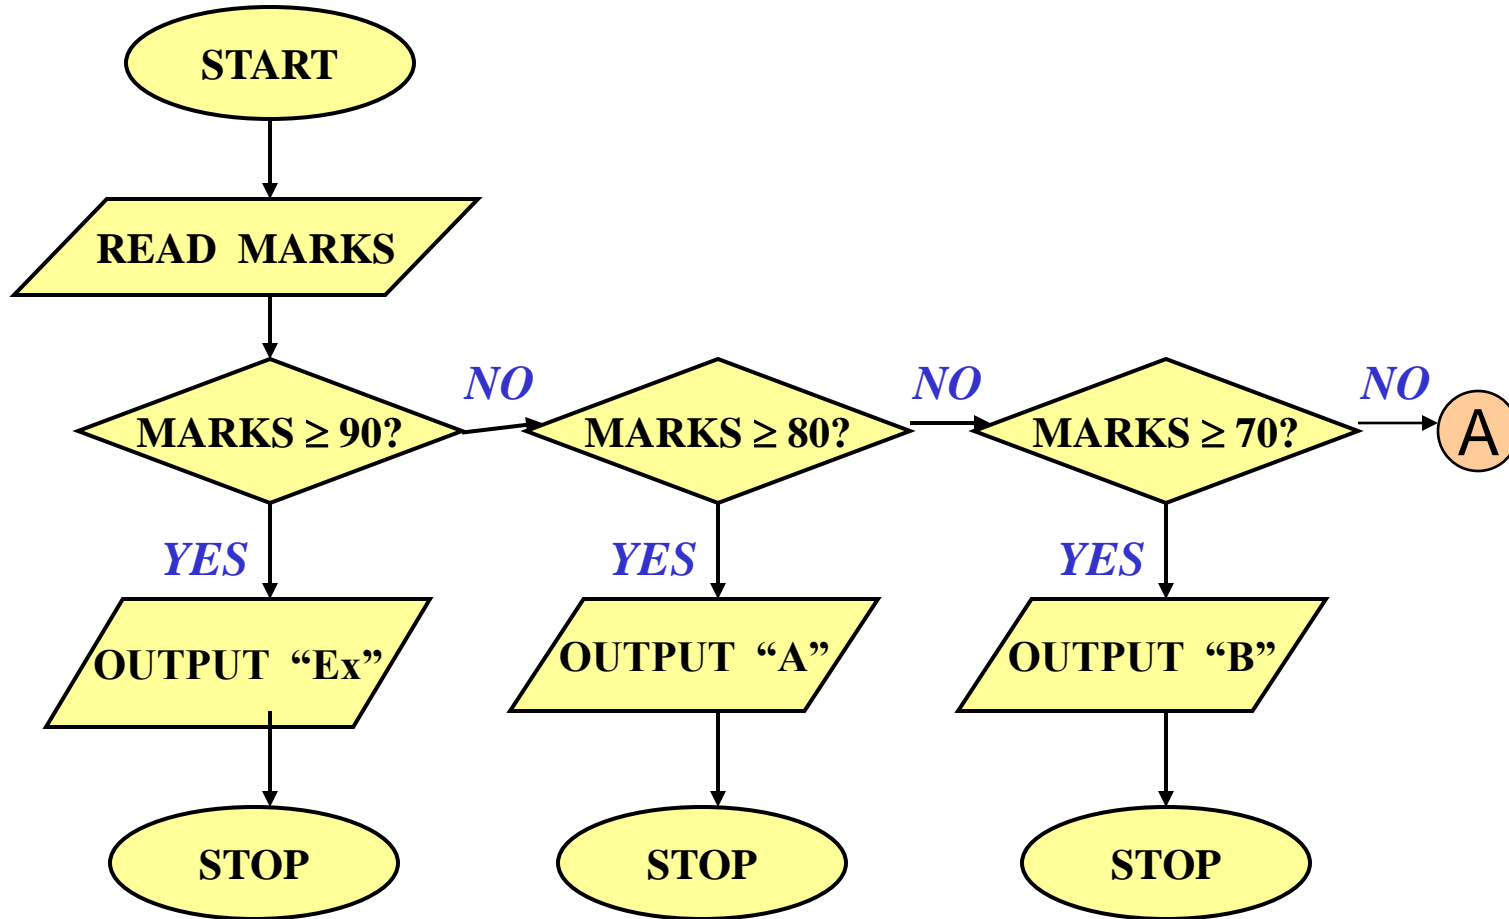 START
READ MARKS
NO
NO
NO
MARKS ≥ 90?
MARKS ≥ 80?
MARKS ≥ 70?
A
YES
YES
YES
OUTPUT “Ex”
OUTPUT “A”
OUTPUT “B”
STOP
STOP
STOP